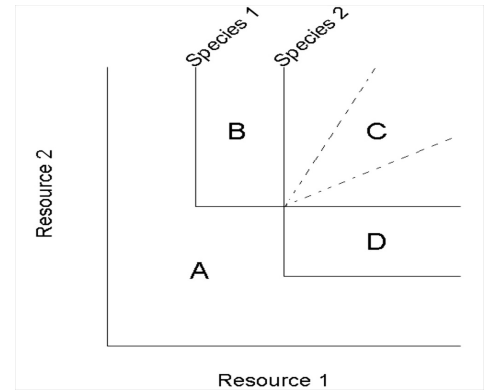 Species 1
Species 2
B
C
Resource 2
D
A
Resource 1